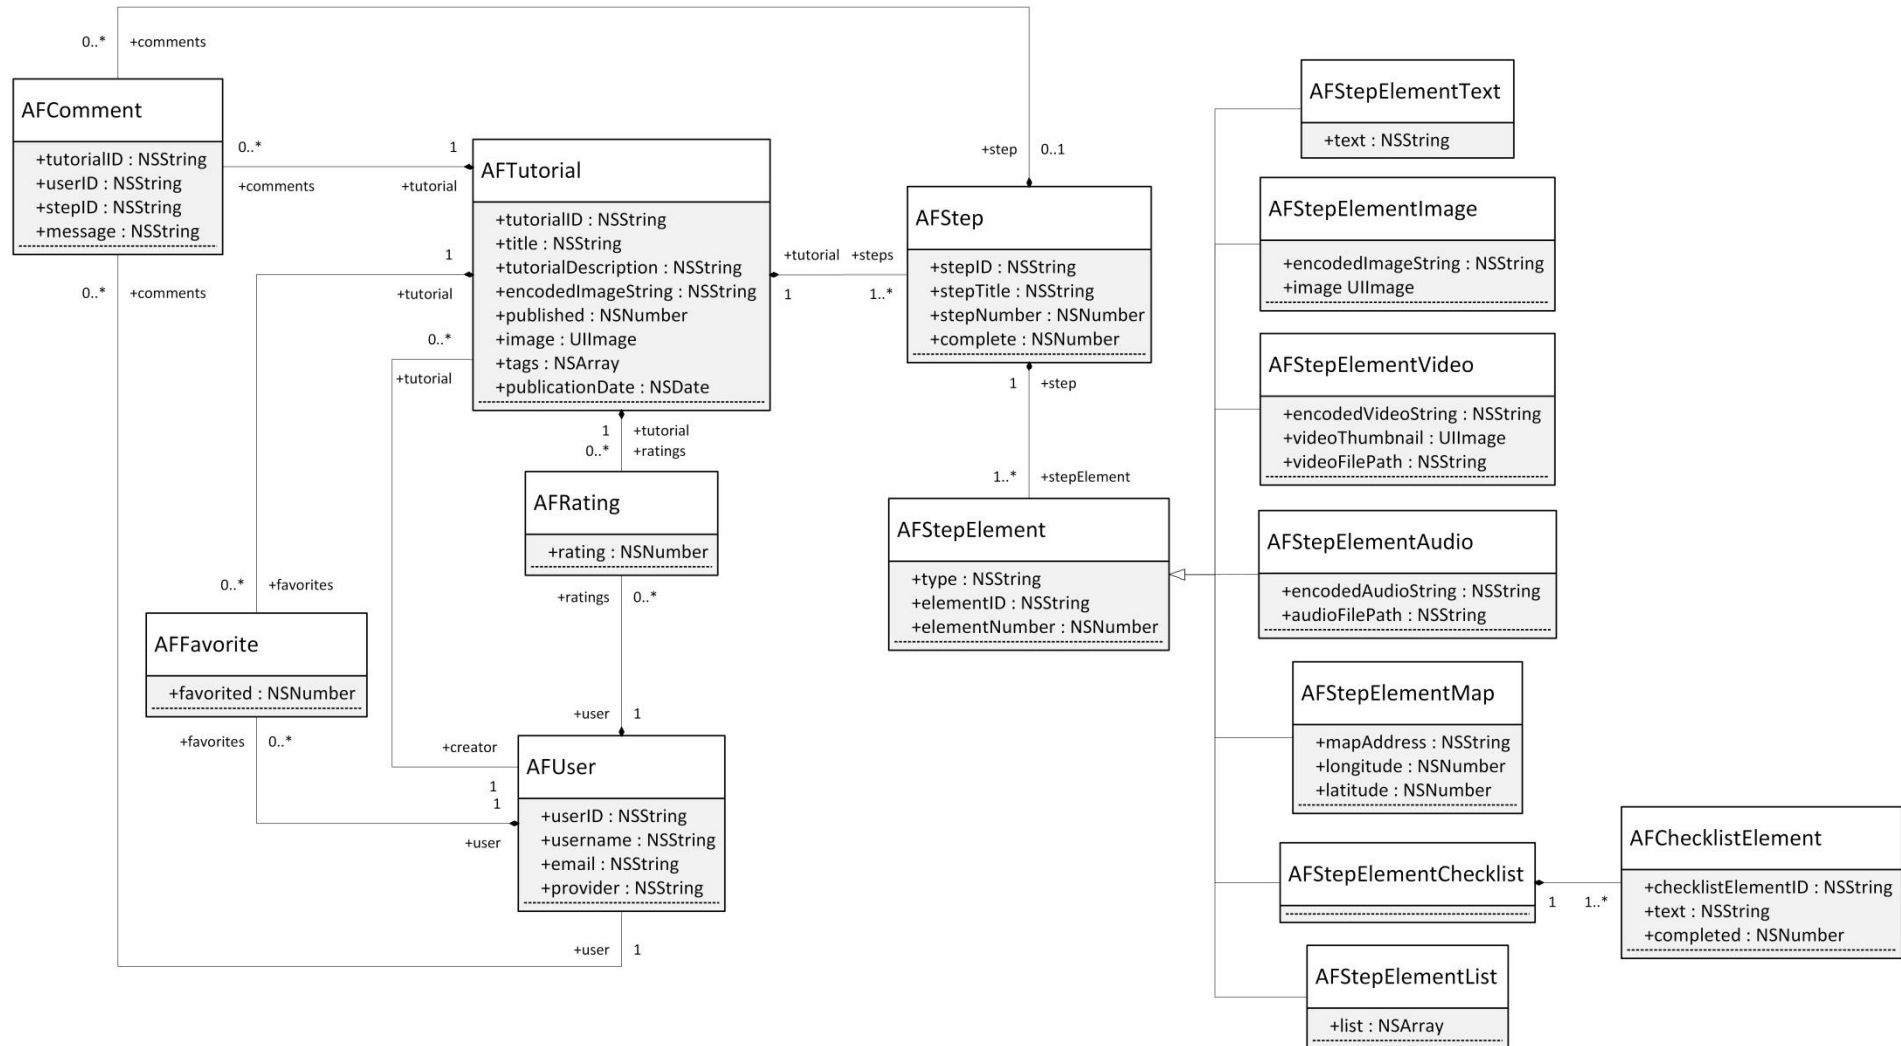 0..* +comments
AFComment
+tutorialID : NSString
+userID : NSString
+stepID : NSString
+message : NSString
0..* 1
+comments +tutorial
0..* +comments
AFTutorial
+tutorialID : NSString
+title : NSString
+tutorialDescription : NSString
+encodedImageString : NSString
+published : NSNumber
+image : UIImage
+tags : NSArray
+publicationDate : NSDate
1
+tutorial
0..*
+tutorial
1 +tutorial
0..* +ratings
AFRating
+rating : NSNumber
+ratings 0..*
0..* +favorites
AFFavorite
+favorited : NSNumber
+favorites 0..*
+user 1
+creator
1
1
+user
AFUser
+userID : NSString
+username : NSString
+email : NSString
+provider : NSString
+user 1
+step 0..1
+tutorial +steps
1 1..*
AFStep
+stepID : NSString
+stepTitle : NSString
+stepNumber : NSNumber
+complete : NSNumber
1 +step
1..* +stepElement
AFStepElement
+type : NSString
+elementID : NSString
+elementNumber : NSNumber
AFStepElementText
+text : NSString
AFStepElementImage
+encodedImageString : NSString
+image UIImage
AFStepElementVideo
+encodedVideoString : NSString
+videoThumbnail : UIImage
+videoFilePath : NSString
AFStepElementAudio
+encodedAudioString : NSString
+audioFilePath : NSString
AFStepElementMap
+mapAddress : NSString
+longitude : NSNumber
+latitude : NSNumber
AFStepElementChecklist
1 1..*
AFChecklistElement
+checklistElementID : NSString
+text : NSString
+completed : NSNumber
AFStepElementList
+list : NSArray